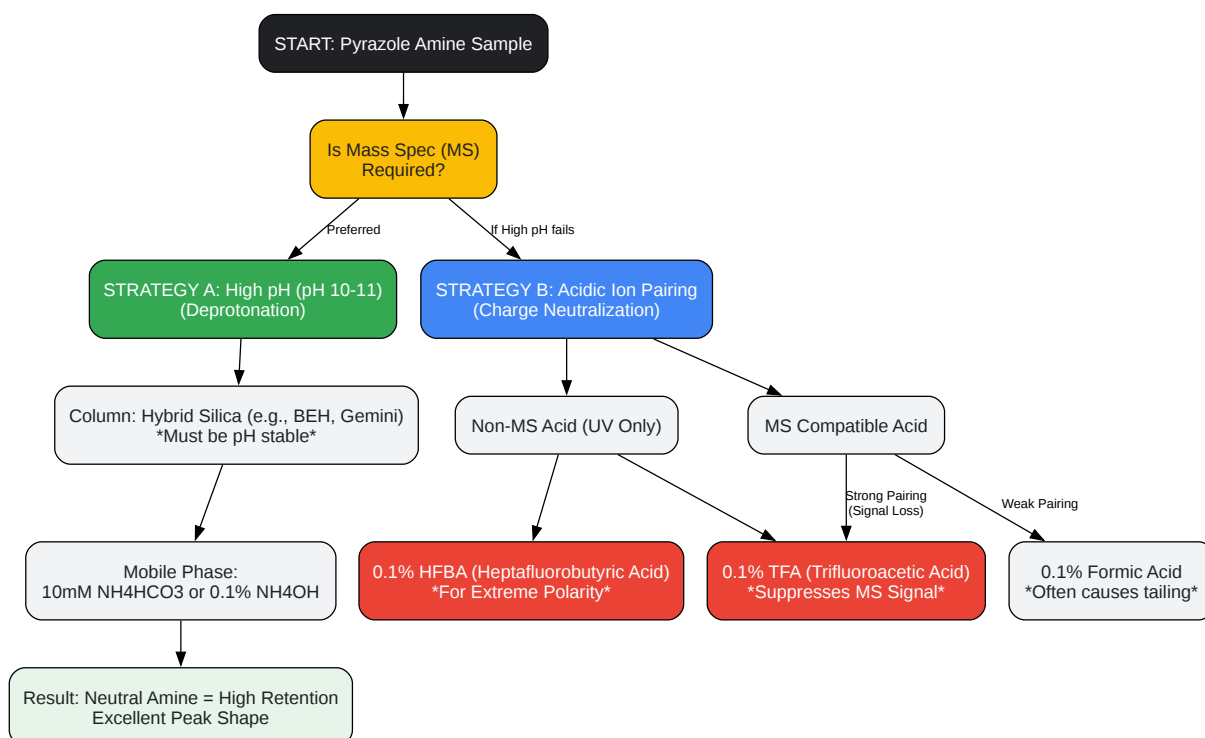 START: Pyrazole Amine Sample
Is Mass Spec (MS)
Required?
Preferred
If High pH fails
STRATEGY A: High pH (pH 10-11)
(Deprotonation)
STRATEGY B: Acidic Ion Pairing
(Charge Neutralization)
Column: Hybrid Silica (e.g., BEH, Gemini)
*Must be pH stable*
Non-MS Acid (UV Only)
MS Compatible Acid
Strong Pairing
(Signal Loss)
Weak Pairing
Mobile Phase:
10mM NH4HCO3 or 0.1% NH4OH
0.1% HFBA (Heptafluorobutyric Acid)
*For Extreme Polarity*
0.1% TFA (Trifluoroacetic Acid)
*Suppresses MS Signal*
0.1% Formic Acid
*Often causes tailing*
Result: Neutral Amine = High Retention
Excellent Peak Shape